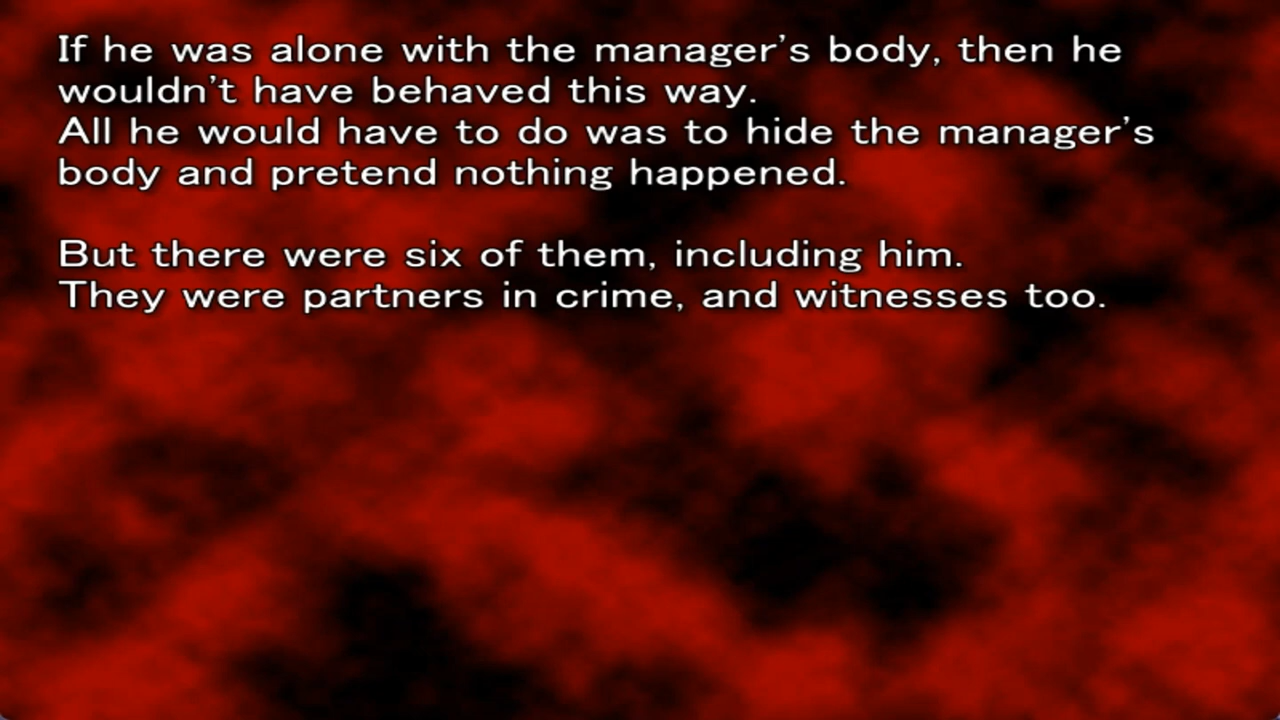 If he was alone with the manager's body, then he
wouldn't have behaved this way.
All he would have to do was to hide the manager's
body and pretend nothing happened.
But there were six of them, including him.
They were partners in crime, and witnesses too.